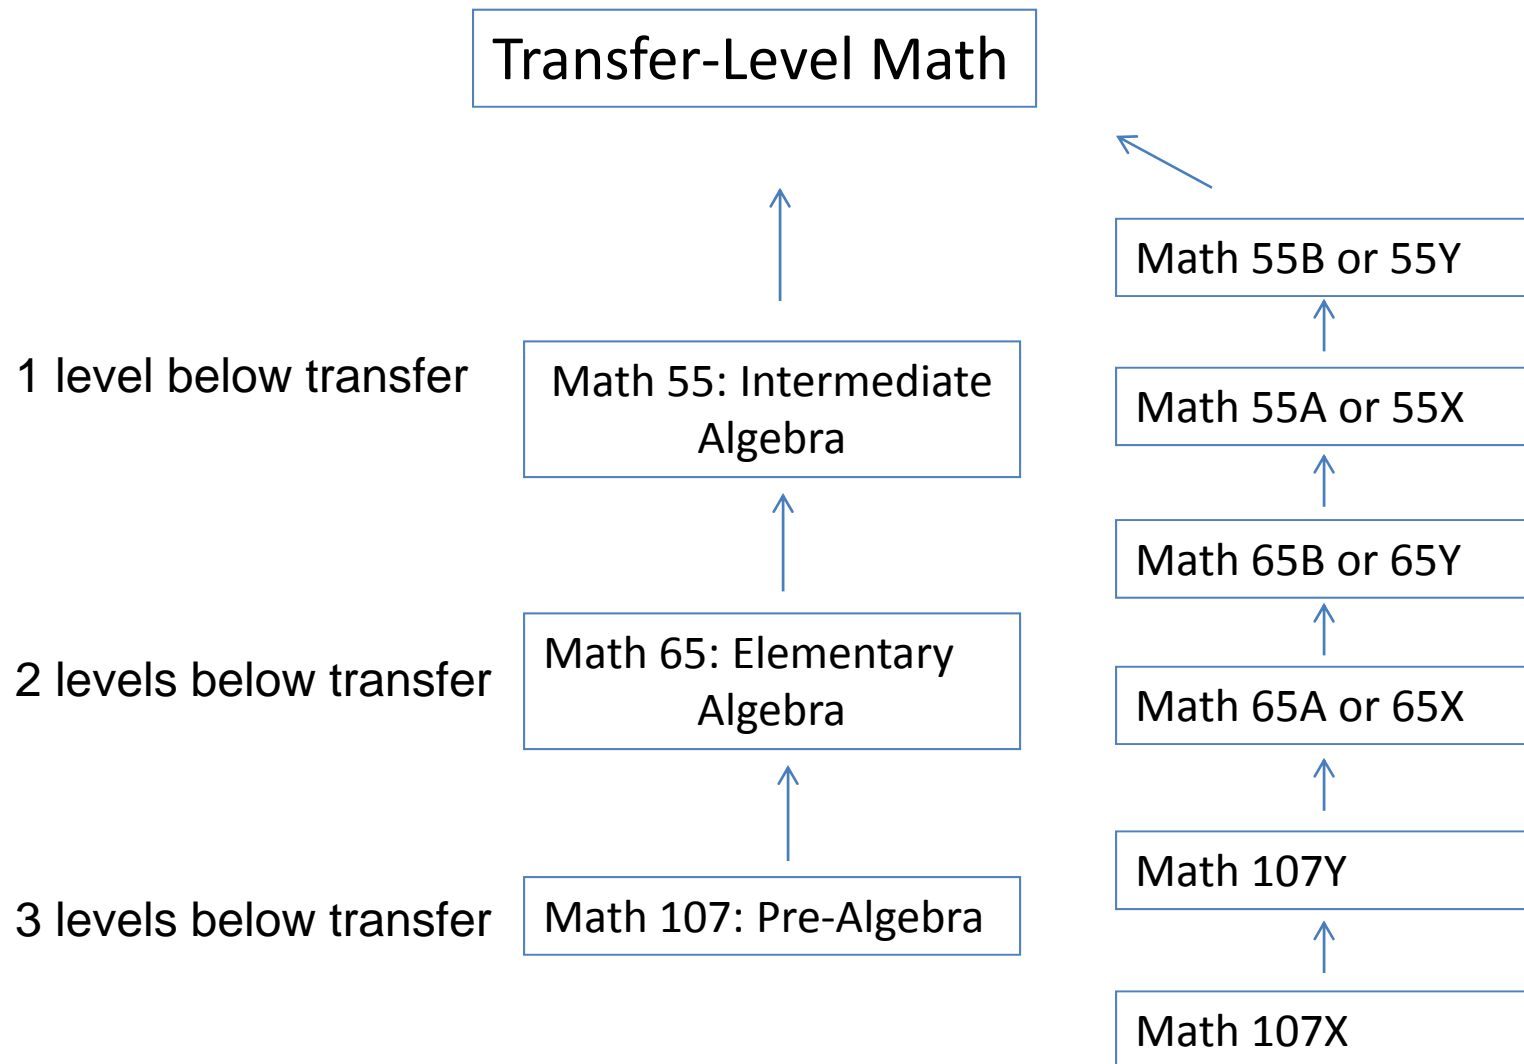 Transfer-Level Math
1 level below transfer
Math 55: Intermediate
Algebra
2 levels below transfer
Math 65: Elementary
Algebra
3 levels below transfer
Math 107: Pre-Algebra
Math 55B or 55Y
Math 55A or 55X
Math 65B or 65Y
Math 65A or 65X
Math 107Y
Math 107X